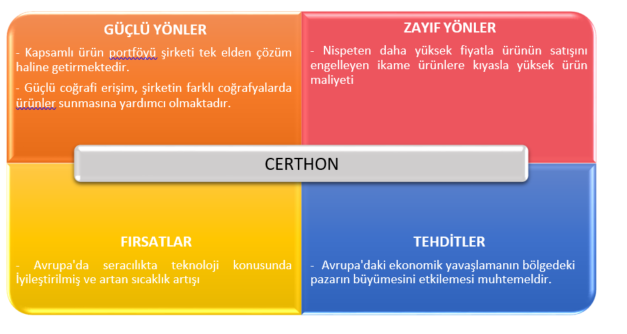 GÜÇLÜ YÖNLER
- Kapsamlı ürün portföyü şirketi tek elden çözüm
haline getirmektedir.
- Güçlü coğrafi erişim, şirketin farklı coğrafyalarda
ürünler sunmasına yardımcı olmaktadır.
ZAYIF YÖNLER
- Nispeten daha yüksek fiyatla ürünün satışını
engelleyen ikame ürünlere kıyasla yüksek ürün
maliyeti
CERTHON
FIRSATLAR
- Avrupa'da seracılıkta teknoloji konusunda
İyileştirilmiş ve artan sıcaklık artışı
TEHDİTLER
- Avrupa'daki ekonomik yavaşlamanın bölgedeki
pazarın büyümesini etkilemesi muhtemeldir.